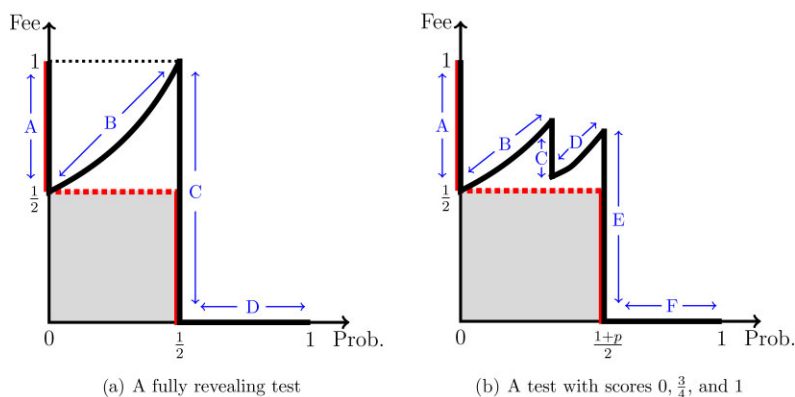 Fee
1
A
B
C
1/2
D
0
1/2
1
Prob.
(a) A fully revealing test
Fee
1
A
B
C
D
1/2
E
F
0
1+p/2
1
Prob.
(b) A test with scores 0, 3/4, and 1